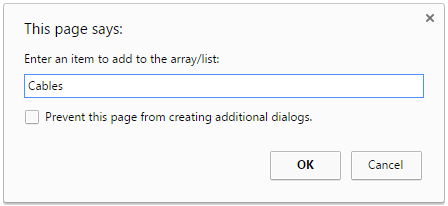 This page says:
Enter an item to add to the array/list:
Cables
Prevent this page from creating additional dialogs.
OK Cancel